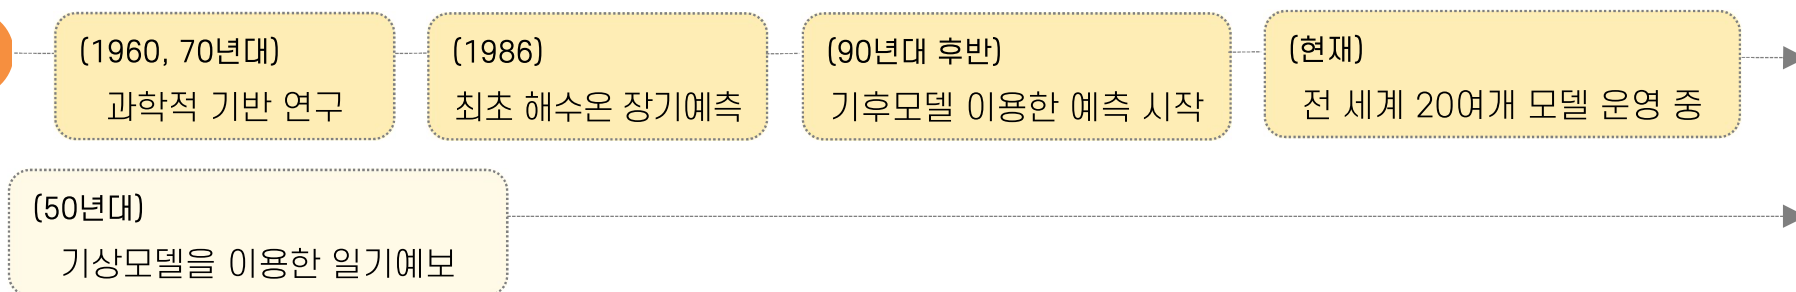 (1960, 70년대)
과학적 기반 연구
(1986)
최초 해수온 장기예측
(90년대 후반)
기후모델 이용한 예측 시작
(현재)
전 세계 20여개 모델 운영 중
(50년대)
기상모델을 이용한 일기예보